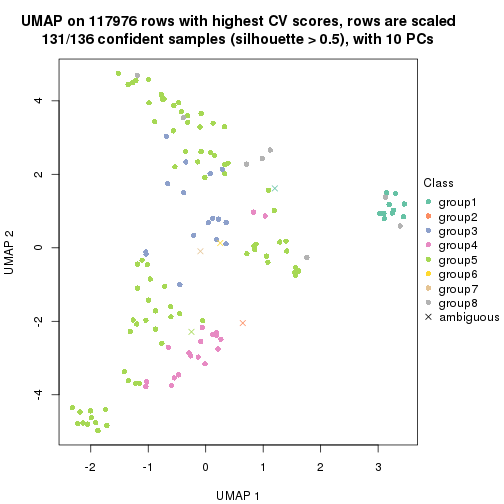 UMAP on 117976 rows with highest CV scores, rows are scaled
131/136 confident samples (silhouette > 0.5), with 10 PCs
4
2
0
-2
-4
UMAP 2
-2
-1
0
1
2
3
UMAP 1
Class
group1
group2
group3
group4
group5
group6
group7
group8
ambiguous